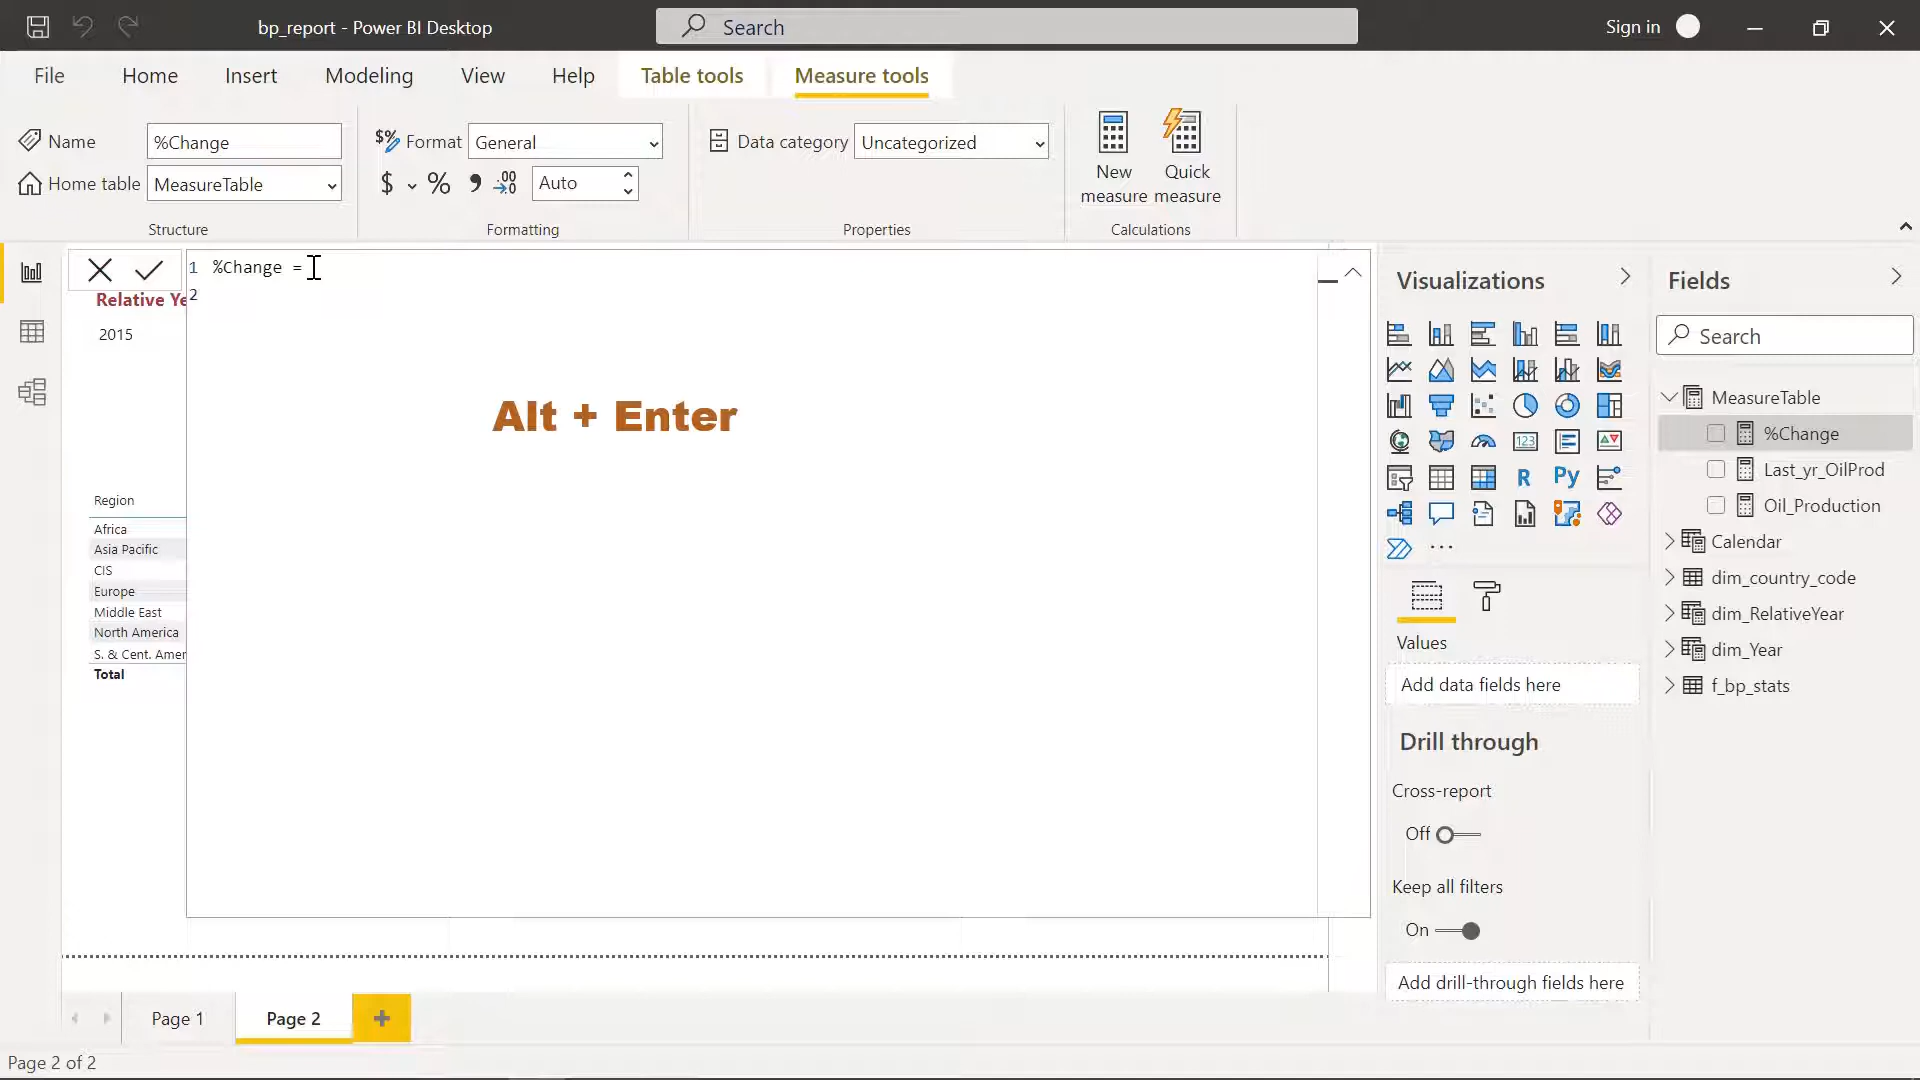 bp_report - Power BI Desktop
Search
Sign in
File
Home
Insert
Modeling
View
Help
Table tools
Measure tools
Name
%Change
Home table
MeasureTable
Structure
$%
Format
General
$
%
.00
Auto
Formatting
Data category
Uncategorized
Properties
New
measure
Quick
measure
Calculations
1
%Change =
2
Relative Ye
2015
Alt + Enter
Region
Africa
Asia Pacific
CIS
Europe
Middle East
North America
S. & Cent. Amer
Total
Visualizations
123
R
Py
Values
Add data fields here
Drill through
Cross-report
Off
Keep all filters
On
Add drill-through fields here
Fields
Search
MeasureTable
%Change
Last_yr_OilProd
Oil_Production
Calendar
dim_country_code
dim_RelativeYear
dim_Year
f_bp_stats
Page 1
Page 2
Page 2 of 2